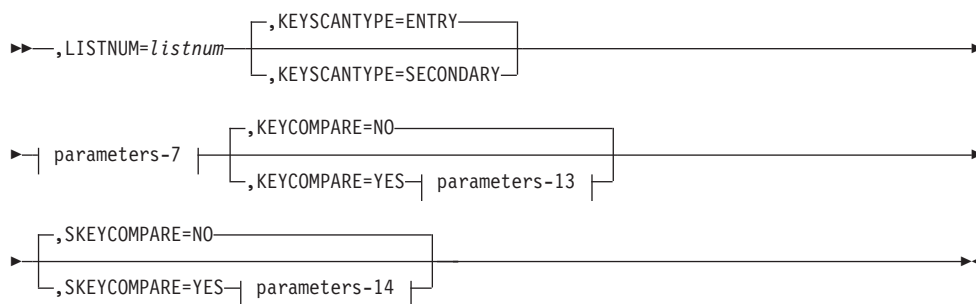 ,KEYSCANTYPE=ENTRY
,LISTNUM=listnum
,KEYSCANTYPE=SECONDARY
,KEYCOMPARE=NO
parameters-7
,KEYCOMPARE=YES parameters-13
,SKEYCOMPARE=NO
,SKEYCOMPARE=YES parameters-14